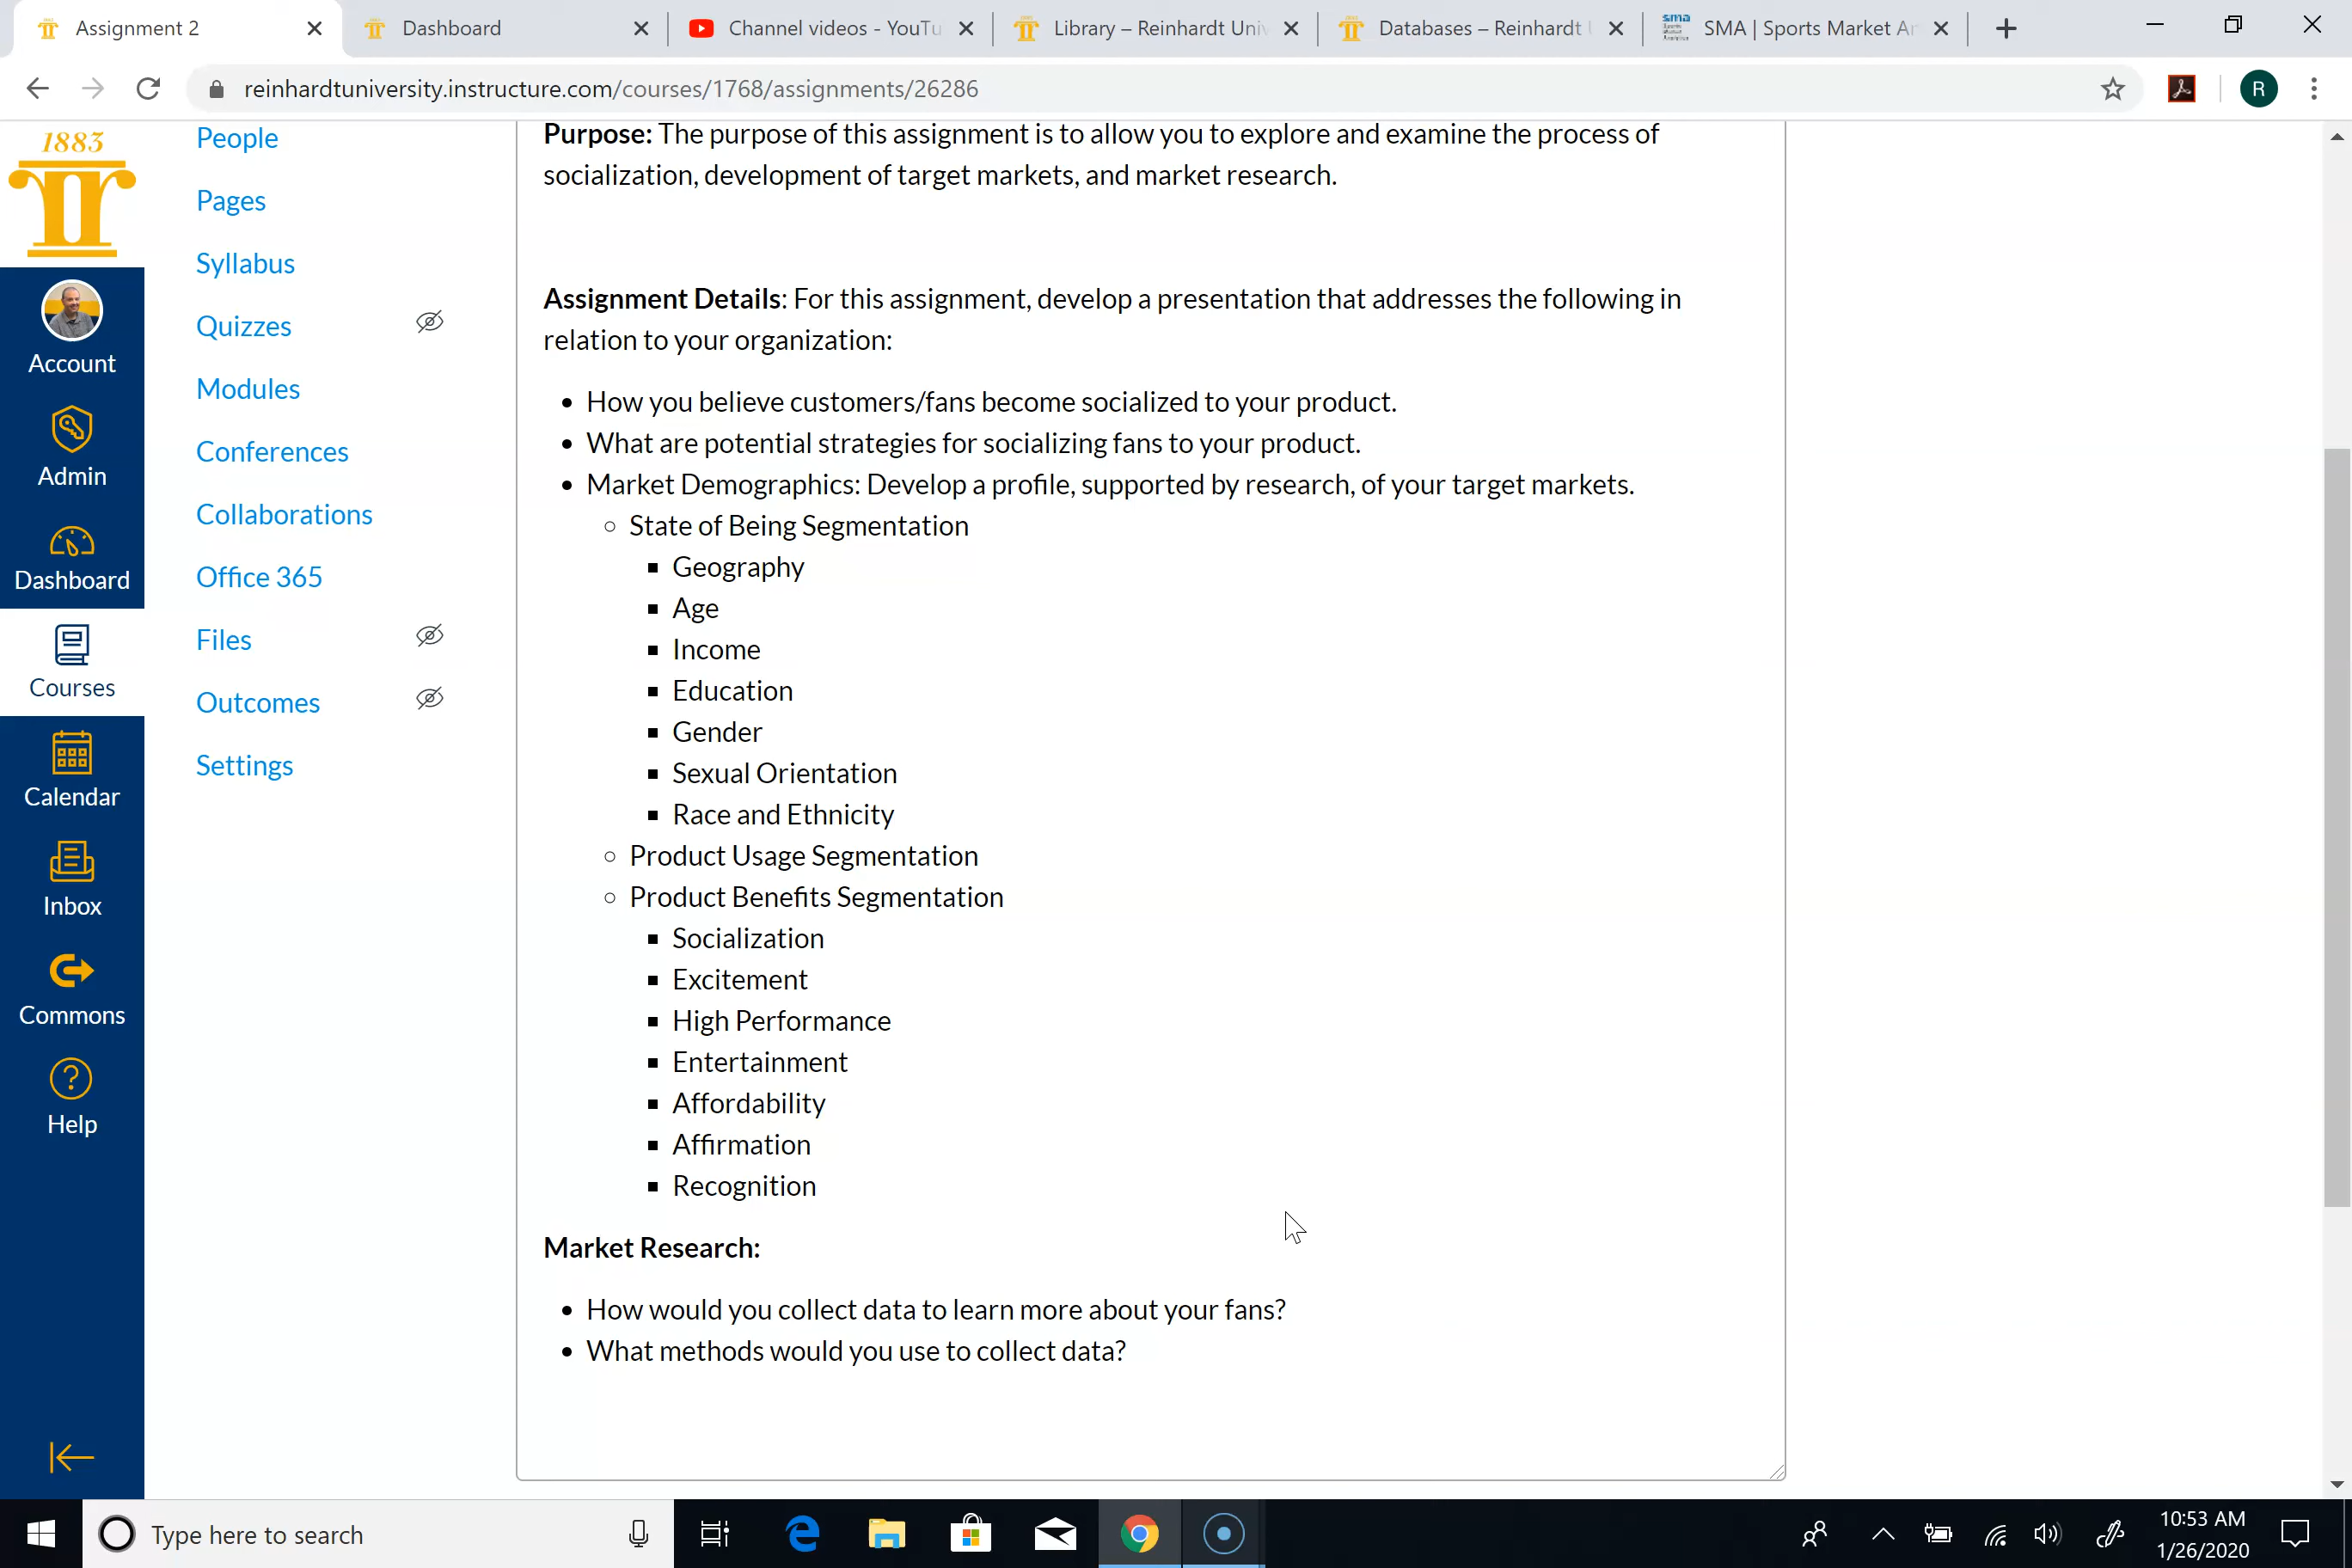 Assignment 2
Dashboard
Channel videos - YouTu
Library – Reinhardt Univ
Databases – Reinhardt U
SMA | Sports Market An
reinhardtuniversity.instructure.com/courses/1768/assignments/26286
R
1883
Account
Admin
Dashboard
Courses
Calendar
Inbox
Commons
Help
People
Pages
Syllabus
Quizzes
Modules
Conferences
Collaborations
Office 365
Files
Outcomes
Settings
Purpose: The purpose of this assignment is to allow you to explore and examine the process of
socialization, development of target markets, and market research.
Assignment Details: For this assignment, develop a presentation that addresses the following in
relation to your organization:
• How you believe customers/fans become socialized to your product.
• What are potential strategies for socializing fans to your product.
• Market Demographics: Develop a profile, supported by research, of your target markets.
○ State of Being Segmentation
▪ Geography
▪ Age
▪ Income
▪ Education
▪ Gender
▪ Sexual Orientation
▪ Race and Ethnicity
○ Product Usage Segmentation
○ Product Benefits Segmentation
▪ Socialization
▪ Excitement
▪ High Performance
▪ Entertainment
▪ Affordability
▪ Affirmation
▪ Recognition
Market Research:
• How would you collect data to learn more about your fans?
• What methods would you use to collect data?
Type here to search
10:53 AM
1/26/2020